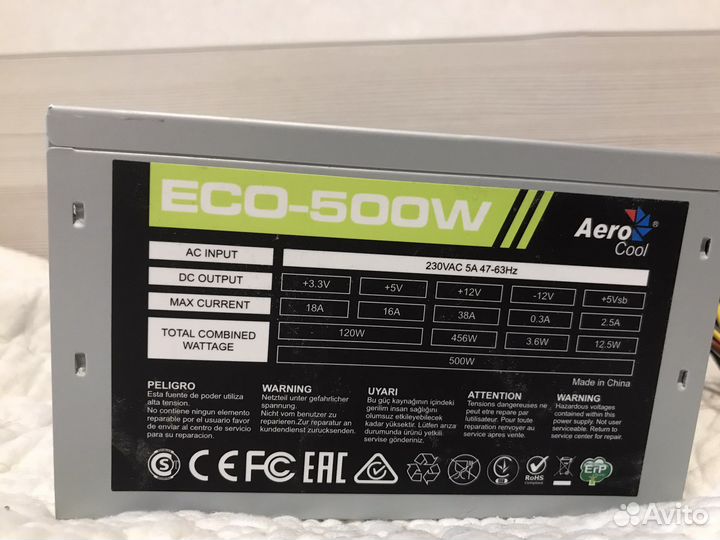 ECO-500W
Aero Cool ®
AC INPUT 230VAC 5A 47-63Hz
DC OUTPUT +3.3V +5V +12V -12V +5Vsb
MAX CURRENT 18A 16A 38A 0.3A 2.5A
TOTAL COMBINED WATTAGE 120W 456W 3.6W 12.5W
500W
Made in China
PELIGRO
Esta fuente de poder utiliza
alta tension.
No contiene ningun elemento
reparable por el usuario favor
de enviar al centro de servicio
para su reparacion.
WARNING
Netzteil unter gefahrlicher
spannung.
Nicht vom benutzer zu
reparieren.Zur reparatur an
kundendienst zurucksenden.
UYARI
Bu güç kaynağının içindeki
gerilim insan sağlığını
olumsuz etkileyebilecek
kadar yüksektir. Lütfen arıza
durumunda ürünü yetkili
servise gönderiniz.
ATTENTION
Tensions dangereuses ne
peut etre repare par
l'utilisateur. Pour toute
reparation renvoyer au
service apres vente.
WARNING
Hazardous voltages
contained within this
power supply. Not user
serviceable. Return to
service center for repair.
S CE FC EAC RoHS Compliant ErP
Avito